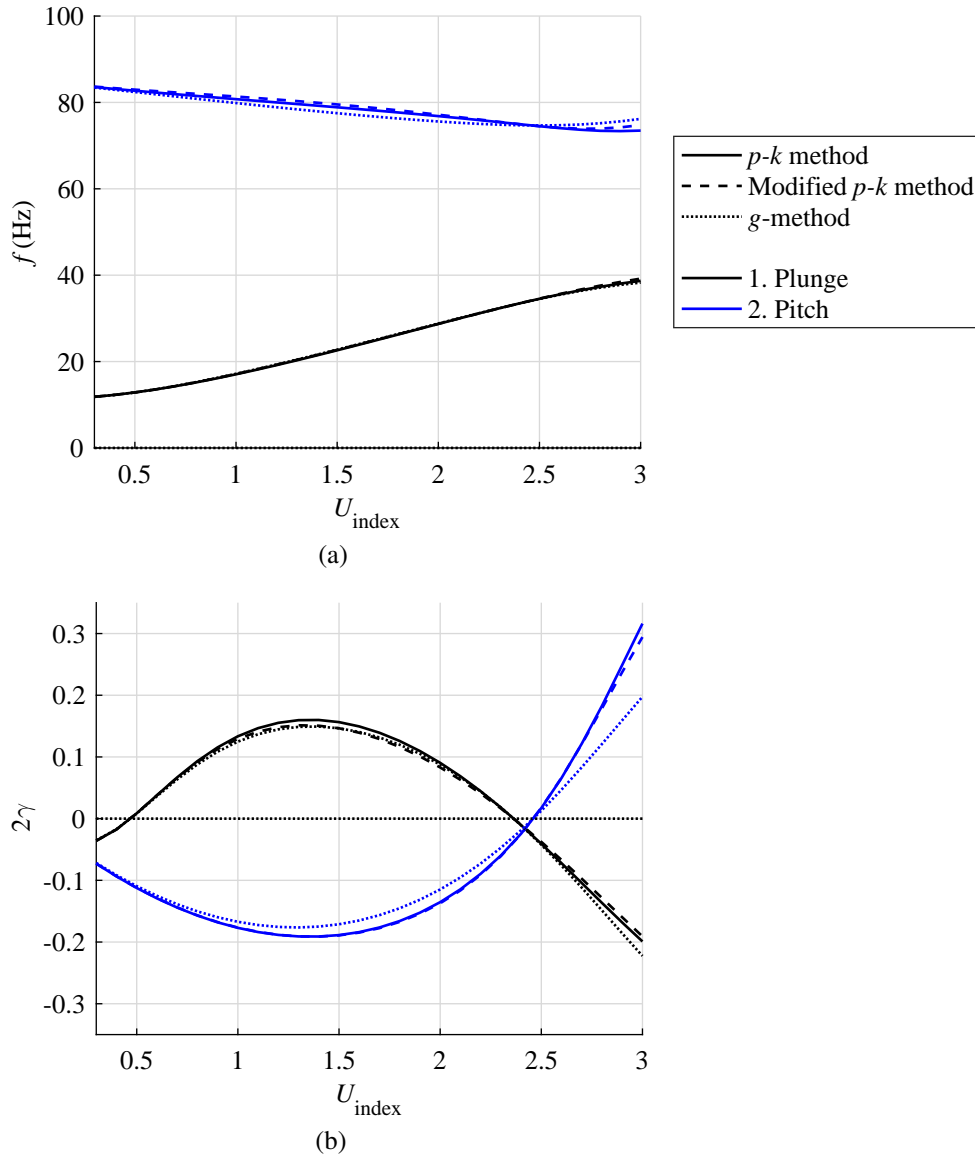 100
80
60
40
20
0
f (Hz)
0.5 1 1.5 2 2.5 3
U_index
(a)
p-k method
Modified p-k method
g-method
1. Plunge
2. Pitch
0.3
0.2
0.1
0
-0.1
-0.2
-0.3
2γ
0.5 1 1.5 2 2.5 3
U_index
(b)